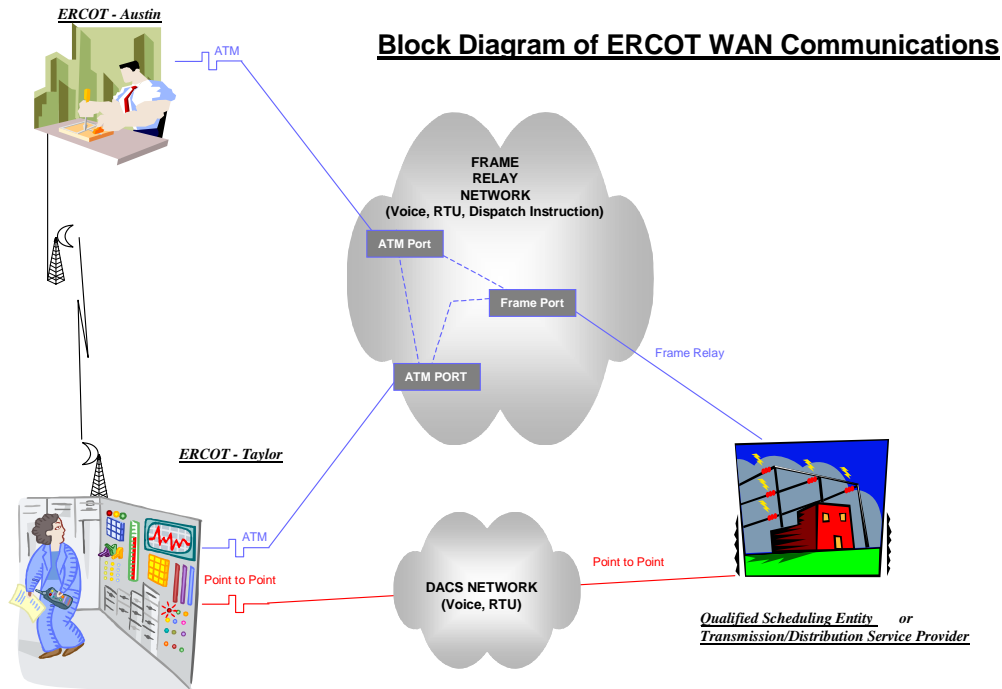 ERCOT - Austin
ATM
Block Diagram of ERCOT WAN Communications
FRAME
RELAY
NETWORK
(Voice, RTU, Dispatch Instruction)
ATM Port
Frame Port
ATM PORT
Frame Relay
ERCOT - Taylor
ATM
Point to Point
DACS NETWORK
(Voice, RTU)
Point to Point
Qualified Scheduling Entity or
Transmission/Distribution Service Provider